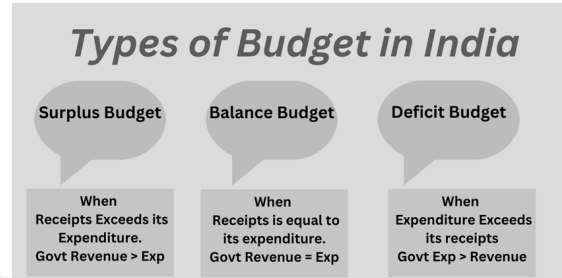 Types of Budget in India
Surplus Budget
Balance Budget
Deficit Budget
When
Receipts Exceeds its
Expenditure.
Govt Revenue > Exp
When
Receipts is equal to
its expenditure.
Govt Revenue = Exp
When
Expenditure Exceeds
its receipts
Govt Exp > Revenue